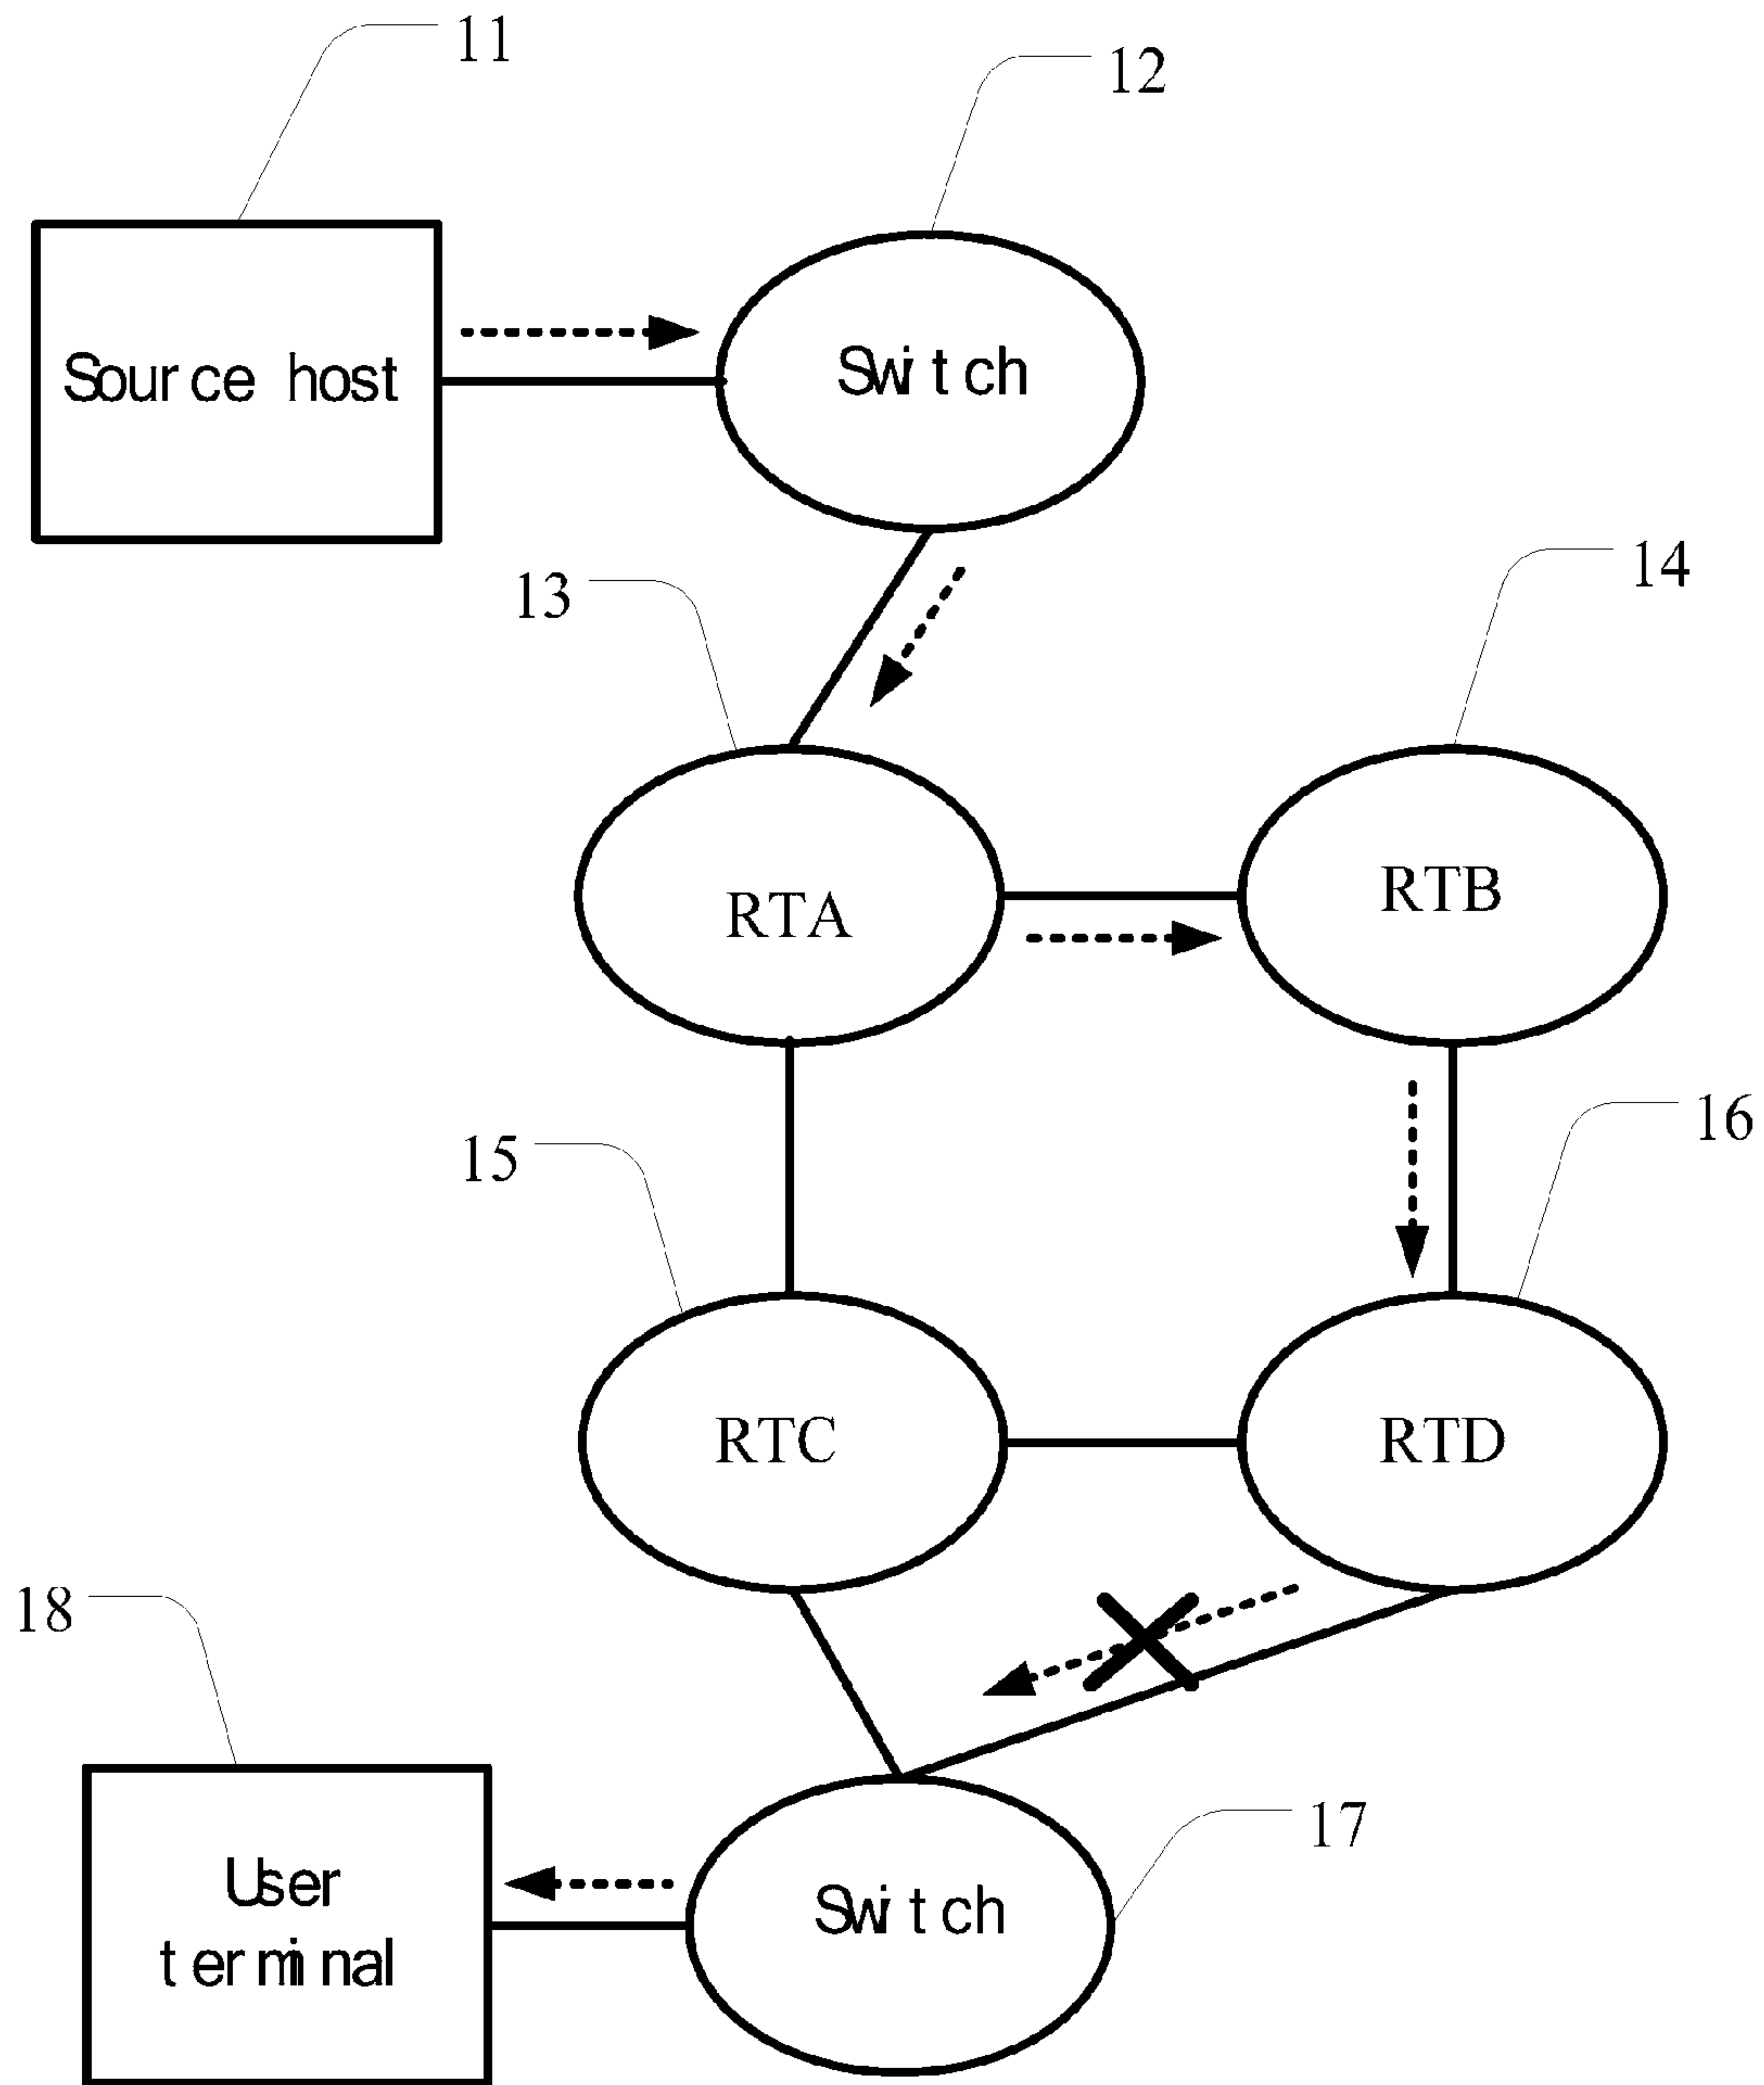 11
12
Source host
Switch
13
14
RTA
RTB
15
16
RTC
RTD
18
17
User
terminal
Switch